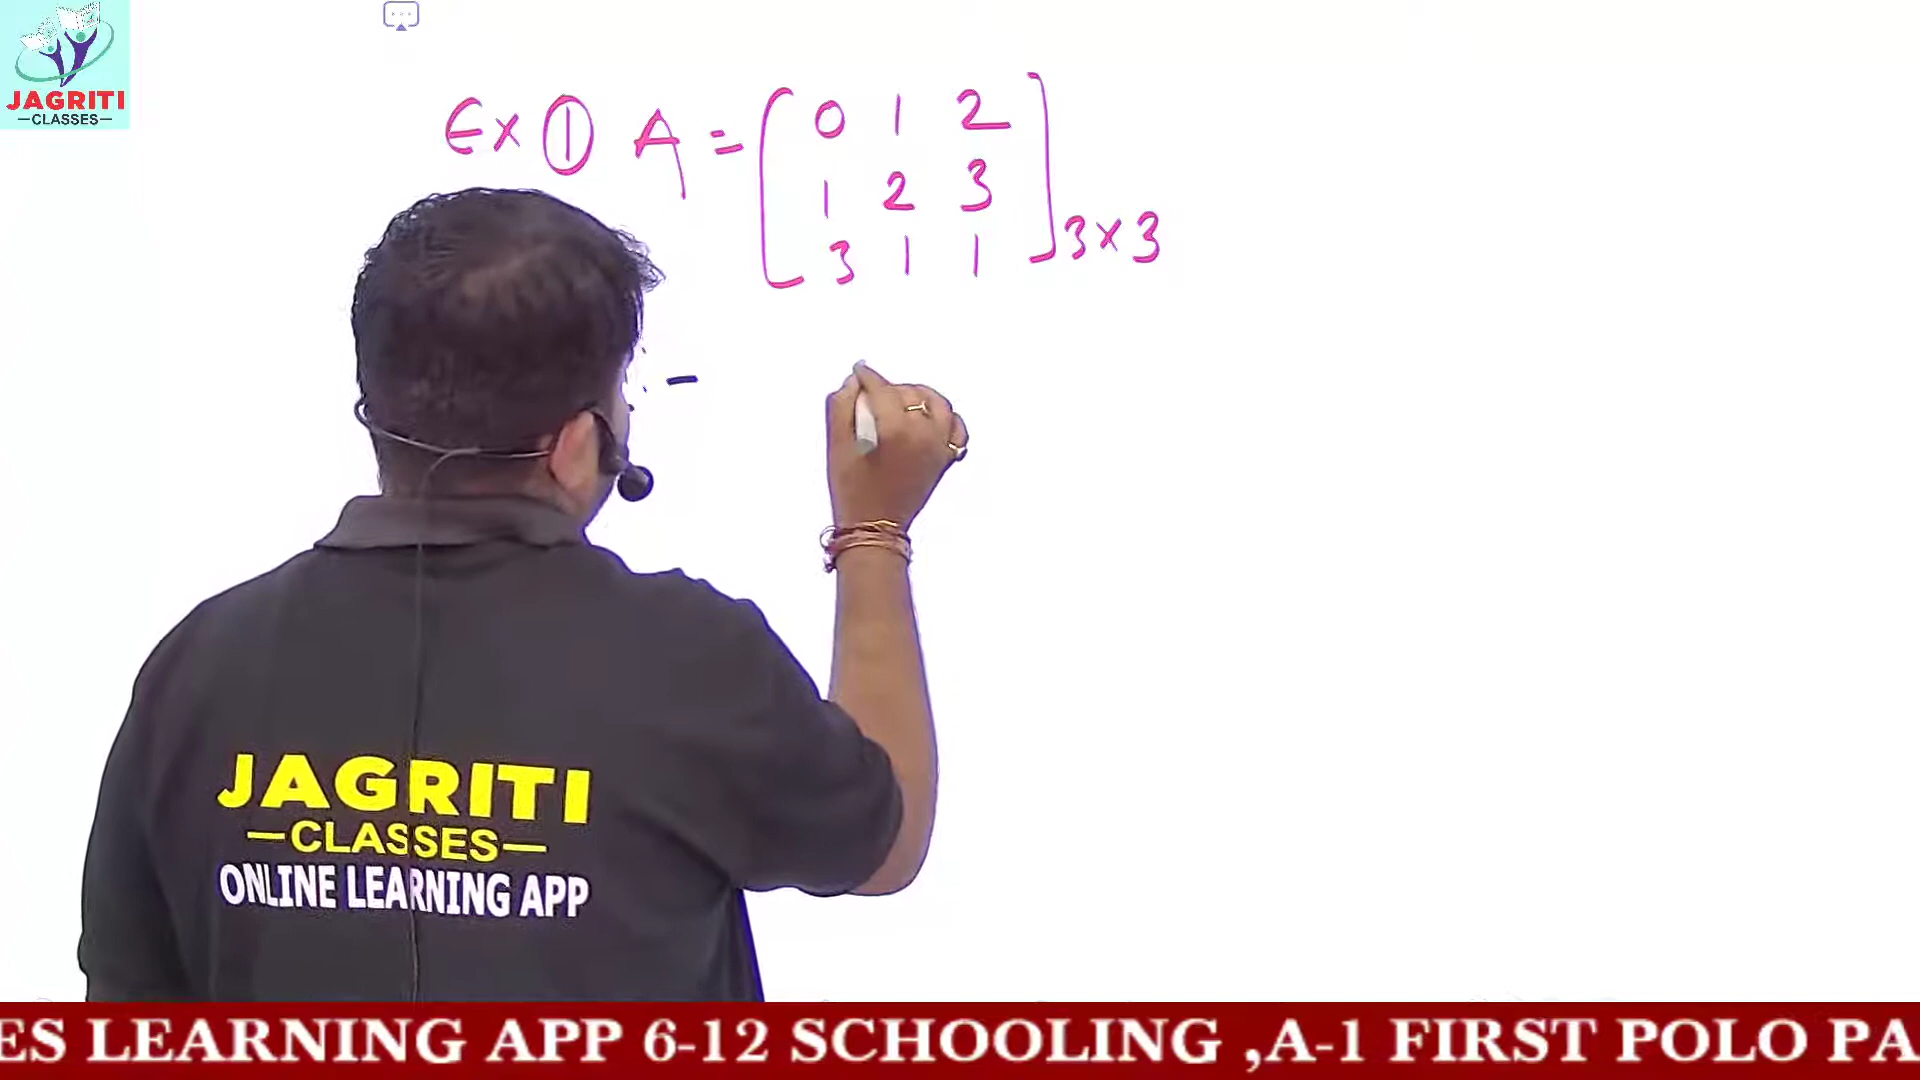 JAGRITI
—CLASSES—
Ex ① A = [ 0 1 2
1 2 3
3 1 1 ] 3×3
:-
JAGRITI
—CLASSES—
ONLINE LEARNING APP
ES LEARNING APP 6-12 SCHOOLING ,A-1 FIRST POLO PA